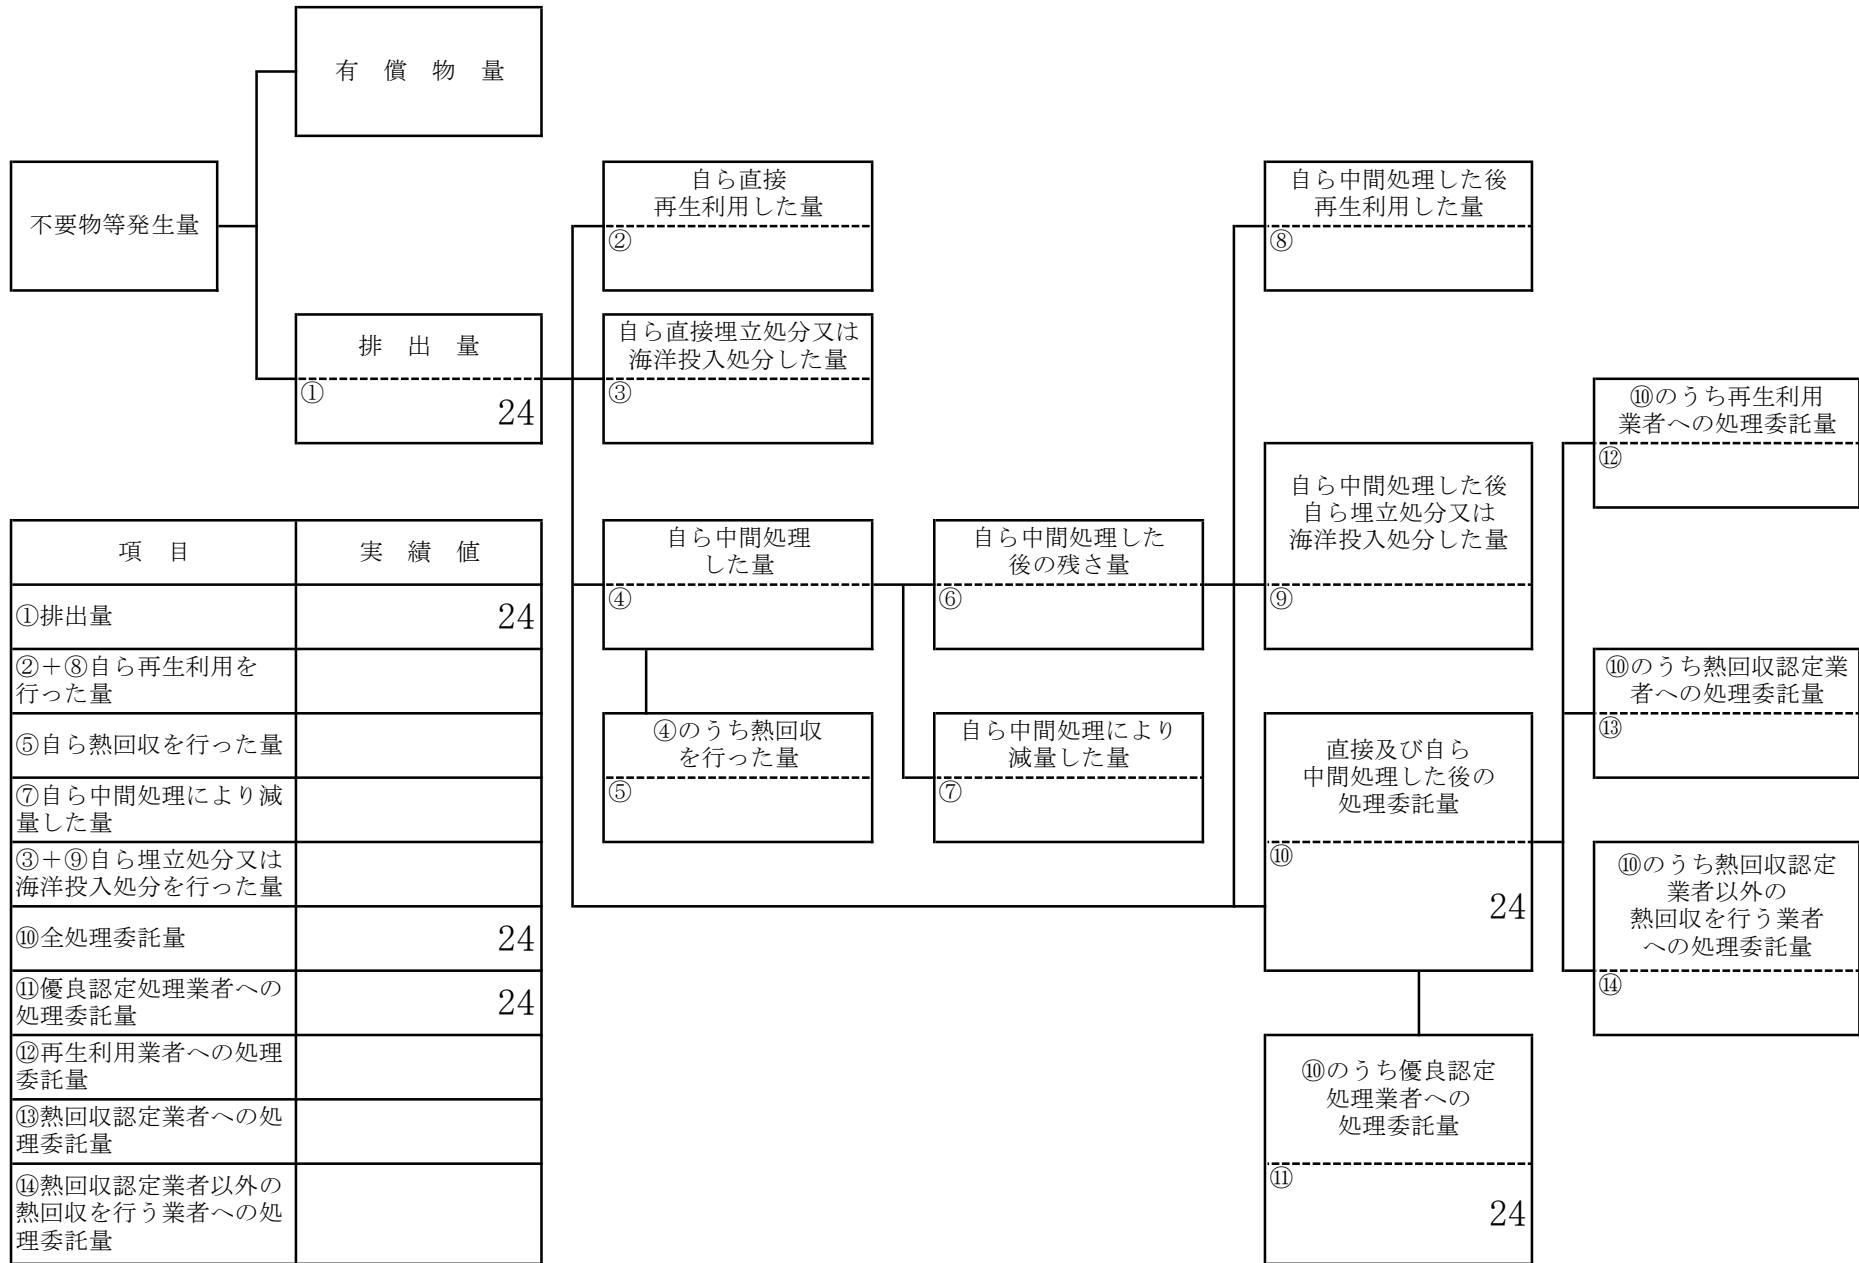 有　償　物　量
不要物等発生量
排　出　量
①
24
自ら直接
再生利用した量
②
自ら直接埋立処分又は
海洋投入処分した量
③
自ら中間処理
した量
④
④のうち熱回収
を行った量
⑤
自ら中間処理した
後の残さ量
⑥
自ら中間処理により
減量した量
⑦
自ら中間処理した後
再生利用した量
⑧
自ら中間処理した後
自ら埋立処分又は
海洋投入処分した量
⑨
直接及び自ら
中間処理した後の
処理委託量
⑩
24
⑩のうち優良認定
処理業者への
処理委託量
⑪
24
⑩のうち再生利用
業者への処理委託量
⑫
⑩のうち熱回収認定業
者への処理委託量
⑬
⑩のうち熱回収認定
業者以外の
熱回収を行う業者
への処理委託量
⑭
項　目　実　績　値
①排出量　24
②＋⑧自ら再生利用を
行った量
⑤自ら熱回収を行った量
⑦自ら中間処理により減
量した量
③＋⑨自ら埋立処分又は
海洋投入処分を行った量
⑩全処理委託量　24
⑪優良認定処理業者への
処理委託量　24
⑫再生利用業者への処理
委託量
⑬熱回収認定業者への処
理委託量
⑭熱回収認定業者以外の
熱回収を行う業者への処
理委託量